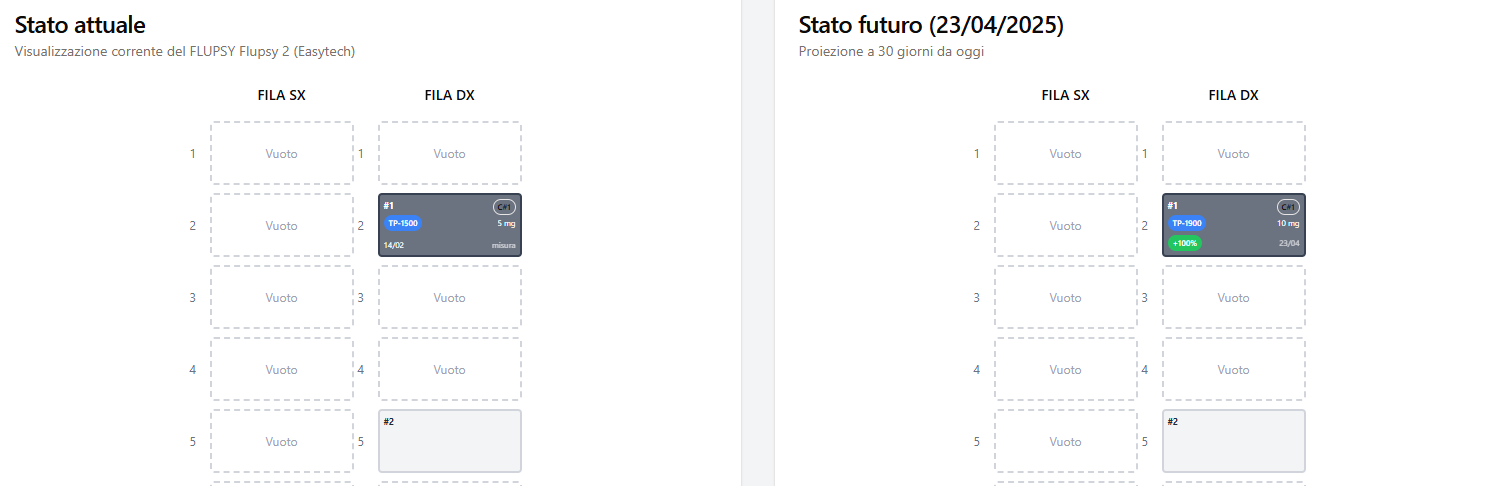 Stato attuale
Visualizzazione corrente del FLUPSY Flupsy 2 (Easytech)
FILA SX FILA DX
1 Vuoto 1 Vuoto
2 Vuoto 2 #1 C#1
TP-1500 5 mg
14/02 misura
3 Vuoto 3 Vuoto
4 Vuoto 4 Vuoto
5 Vuoto 5 #2
Stato futuro (23/04/2025)
Proiezione a 30 giorni da oggi
FILA SX FILA DX
1 Vuoto 1 Vuoto
2 Vuoto 2 #1 C#1
TP-1900 10 mg
+100% 23/04
3 Vuoto 3 Vuoto
4 Vuoto 4 Vuoto
5 Vuoto 5 #2